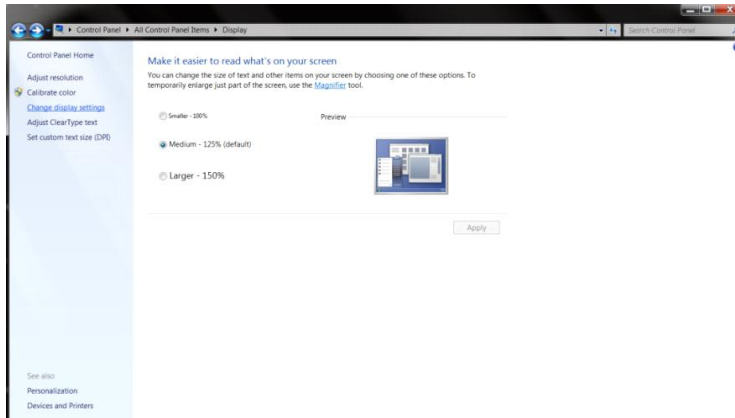 Control Panel ▸ All Control Panel Items ▸ Display
Search Control Panel
Control Panel Home
Adjust resolution
Calibrate color
Change display settings
Adjust ClearType text
Set custom text size (DPI)
Make it easier to read what's on your screen
You can change the size of text and other items on your screen by choosing one of these options. To
temporarily enlarge just part of the screen, use the Magnifier tool.
Smaller - 100%
Preview
Medium - 125% (default)
Larger - 150%
Apply
See also
Personalization
Devices and Printers